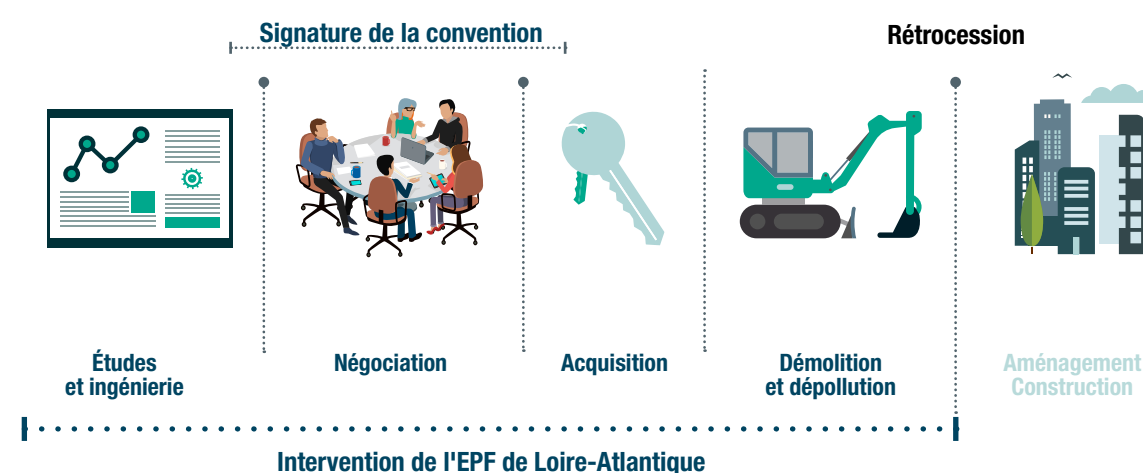 Signature de la convention
Rétrocession
Études
et ingénierie
Négociation
Acquisition
Démolition
et dépollution
Aménagement
Construction
Intervention de l'EPF de Loire-Atlantique